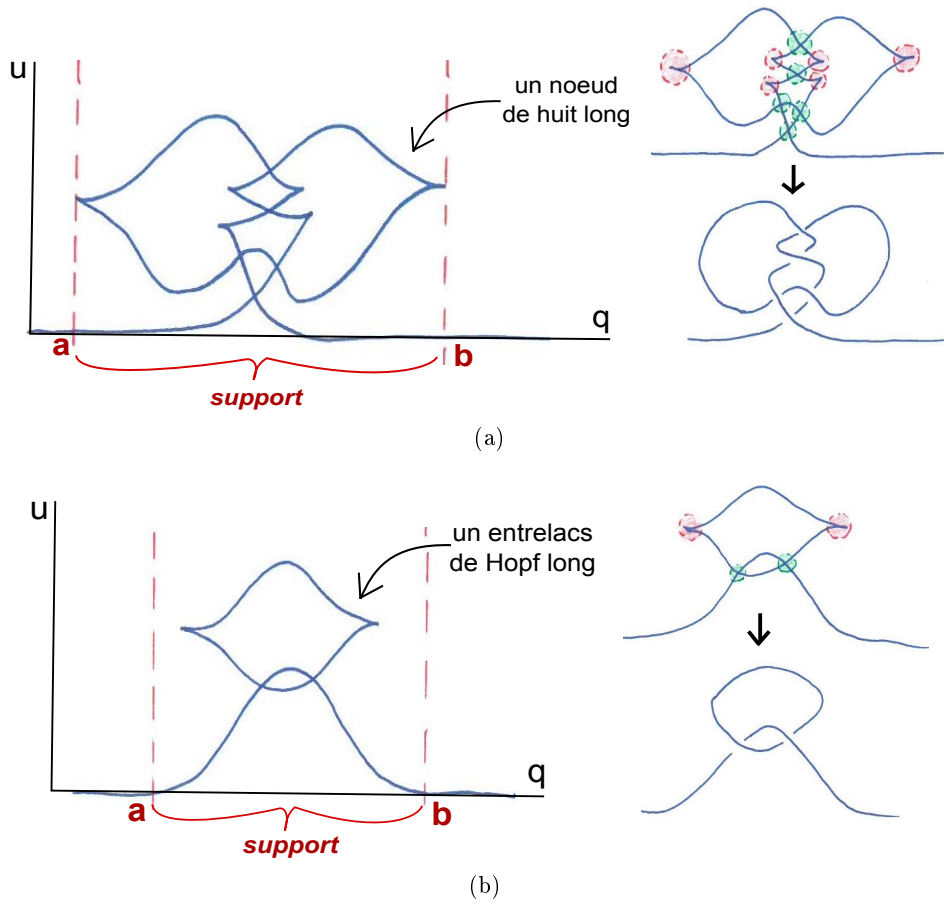 u
un noeud
de huit long
q
a
b
support
(a)
u
un entrelacs
de Hopf long
q
a
b
support
(b)